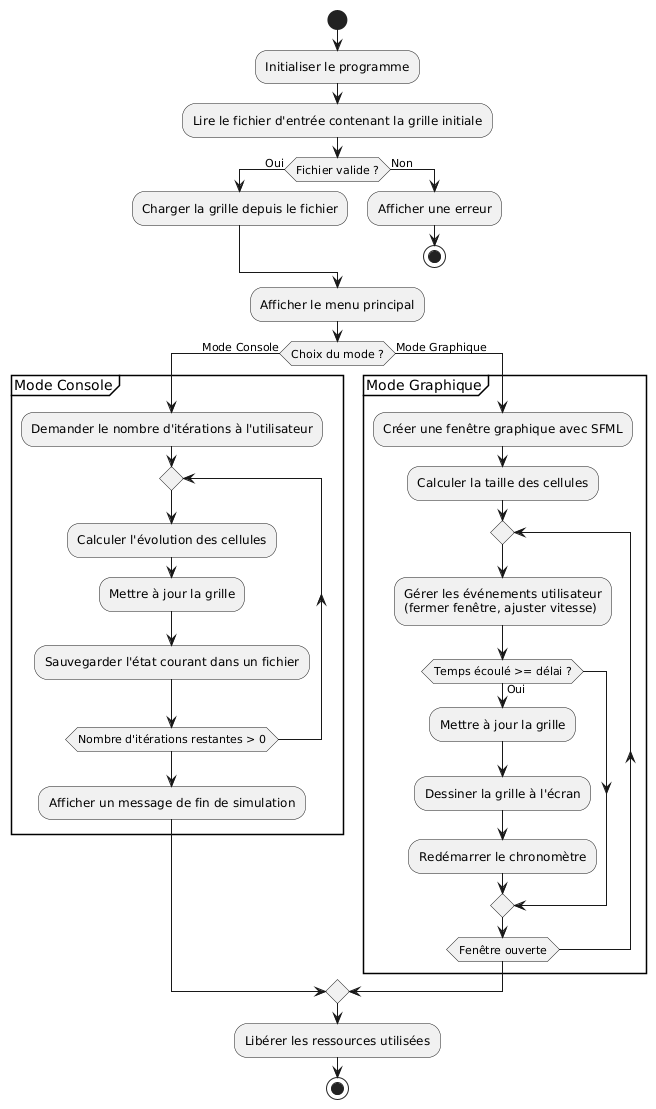 Initialiser le programme
Lire le fichier d'entrée contenant la grille initiale
Fichier valide ?
Oui
Non
Charger la grille depuis le fichier
Afficher une erreur
Afficher le menu principal
Choix du mode ?
Mode Console
Mode Graphique
Mode Console
Demander le nombre d'itérations à l'utilisateur
Calculer l'évolution des cellules
Mettre à jour la grille
Sauvegarder l'état courant dans un fichier
Nombre d'itérations restantes > 0
Afficher un message de fin de simulation
Mode Graphique
Créer une fenêtre graphique avec SFML
Calculer la taille des cellules
Gérer les événements utilisateur
(fermer fenêtre, ajuster vitesse)
Temps écoulé >= délai ?
Oui
Mettre à jour la grille
Dessiner la grille à l'écran
Redémarrer le chronomètre
Fenêtre ouverte
Libérer les ressources utilisées